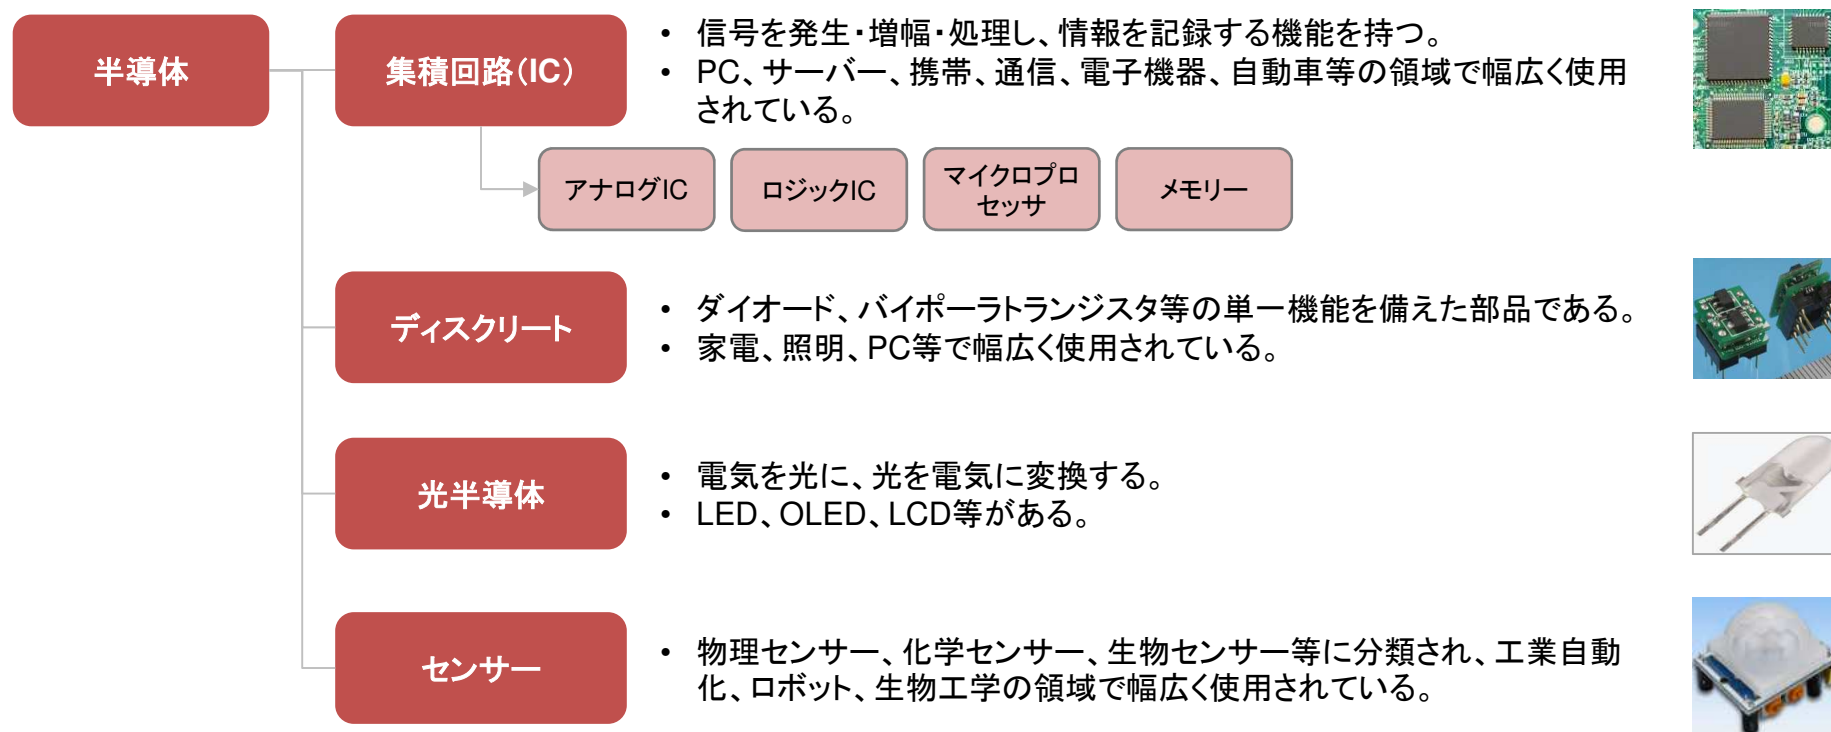 半導体
集積回路（IC）
• 信号を発生・増幅・処理し、情報を記録する機能を持つ。
• PC、サーバー、携帯、通信、電子機器、自動車等の領域で幅広く使用
されている。
アナログIC
ロジックIC
マイクロプロ
セッサ
メモリー
ディスクリート
• ダイオード、バイポーラトランジスタ等の単一機能を備えた部品である。
• 家電、照明、PC等で幅広く使用されている。
光半導体
• 電気を光に、光を電気に変換する。
• LED、OLED、LCD等がある。
センサー
• 物理センサー、化学センサー、生物センサー等に分類され、工業自動
化、ロボット、生物工学の領域で幅広く使用されている。